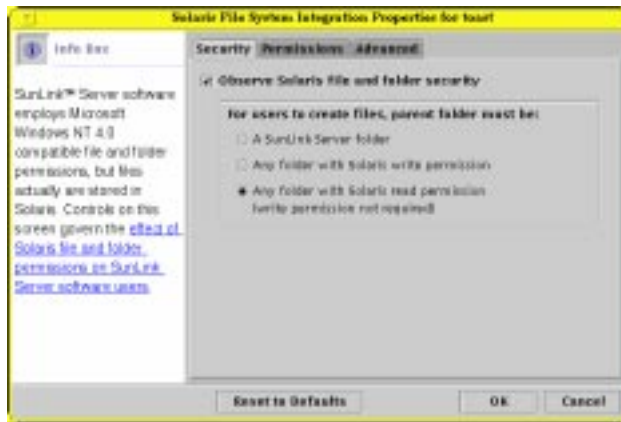 Solaris File System Integration Properties for toast
Info Box
SunLink™ Server software
employs Microsoft
Windows NT 4.0
compatible file and folder
permissions, but files
actually are stored in
Solaris. Controls on this
screen govern the effect of
Solaris file and folder
permissions on SunLink
Server software users.
Security Permissions Advanced
Observe Solaris file and folder security
For users to create files, parent folder must be:
A SunLink Server folder
Any folder with Solaris write permission
Any folder with Solaris read permission
(write permission not required)
Reset to Defaults
OK
Cancel